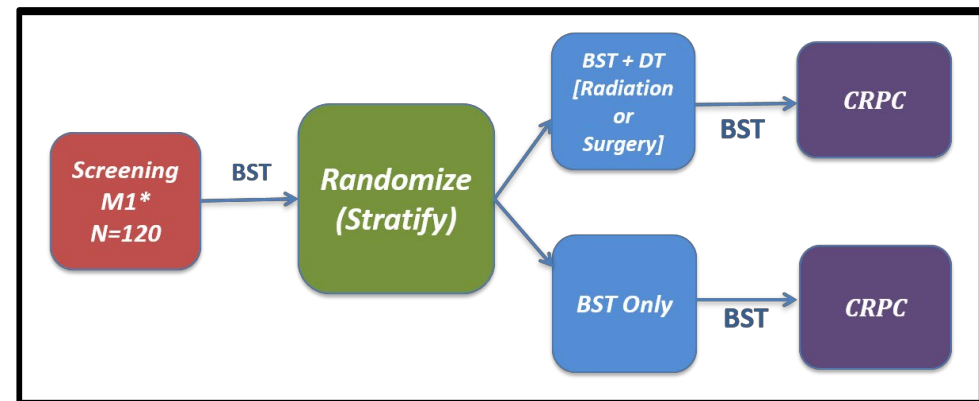 Screening
M1*
N=120
BST
Randomize
(Stratify)
BST + DT
[Radiation
or
Surgery]
BST
CRPC
BST Only
BST
CRPC